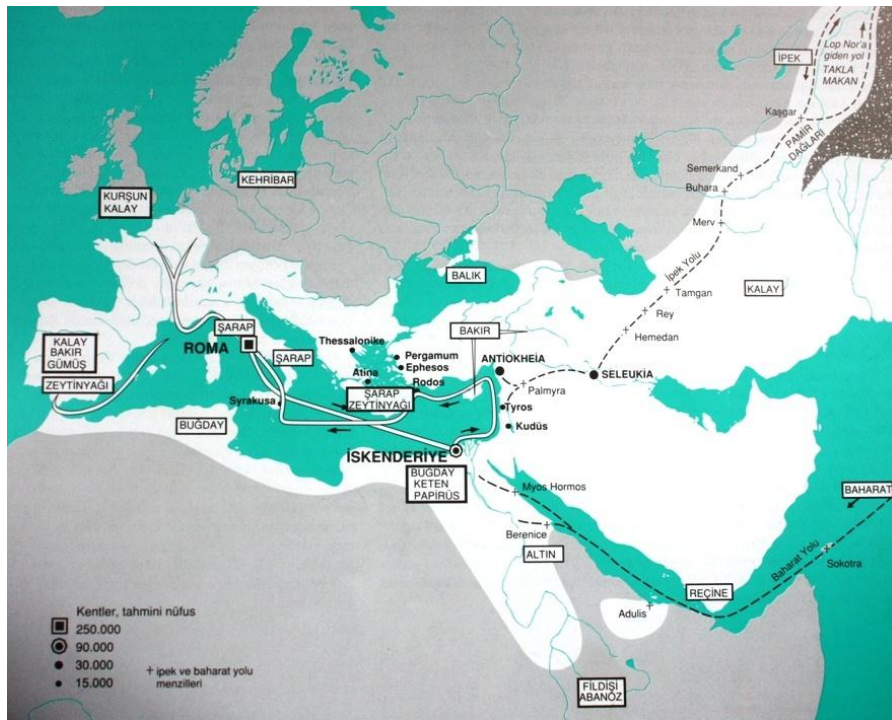 Lop Nor'a
giden yol
TAKLA
MAKAN
İPEK
Kaşgar
PAMİR
DAĞLARI
Semerkand
Buhara
Merv
KEHRİBAR
KURŞUN
KALAY
İpek Yolu
BALIK
Tamgan
KALAY
Rey
Hemedan
ŞARAP
BAKIR
ROMA
ŞARAP
Thessalonike
Pergamum
Ephesos
ANTİOKHEİA
SELEUKİA
KALAY
BAKIR
GÜMÜŞ
ZEYTİNYAĞI
Atina
Rodos
Palmyra
ŞARAP
ZEYTİNYAĞI
Syrakusa
Tyros
BUĞDAY
Kudüs
İSKENDERİYE
BUĞDAY
KETEN
PAPİRÜS
Myos Hormos
BAHARAT
Berenice
ALTIN
Baharat Yolu
Sokotra
REÇİNE
Adulis
FİLDİŞİ
ABANOZ
Kentler, tahmini nüfus
250.000
90.000
30.000
15.000
ipek ve baharat yolu
menzilleri